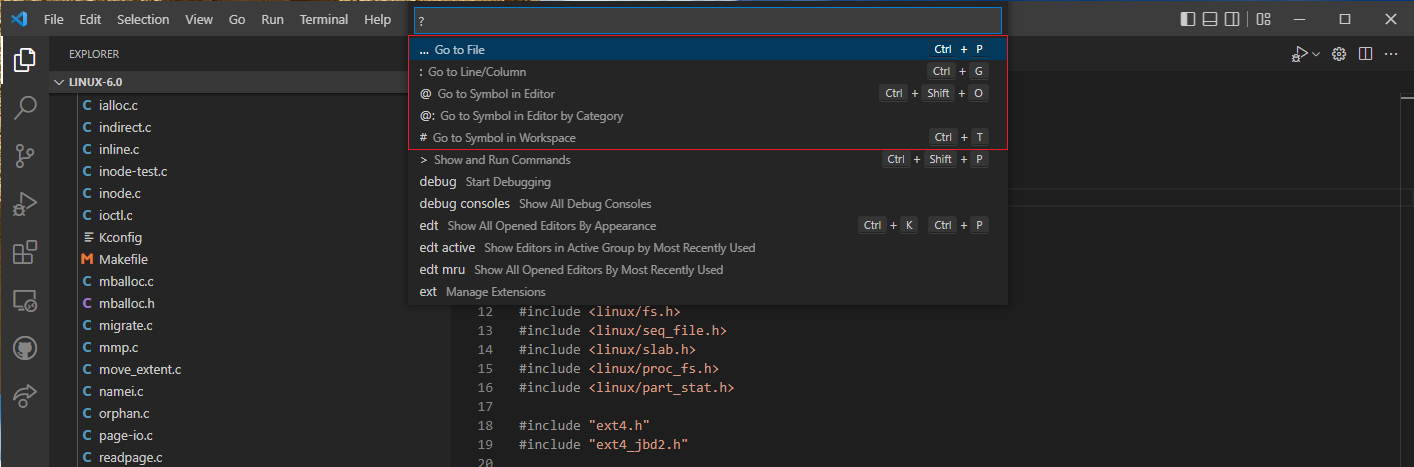 File Edit Selection View Go Run Terminal Help
?
... Go to File Ctrl + P
: Go to Line/Column Ctrl + G
@ Go to Symbol in Editor Ctrl + Shift + O
@: Go to Symbol in Editor by Category
# Go to Symbol in Workspace Ctrl + T
> Show and Run Commands Ctrl + Shift + P
debug Start Debugging
debug consoles Show All Debug Consoles
edt Show All Opened Editors By Appearance Ctrl + K Ctrl + P
edt active Show Editors in Active Group by Most Recently Used
edt mru Show All Opened Editors By Most Recently Used
ext Manage Extensions
EXPLORER
LINUX-6.0
C ialloc.c
C indirect.c
C inline.c
C inode-test.c
C inode.c
C ioctl.c
Kconfig
M Makefile
C mballoc.c
C mballoc.h
C migrate.c
C mmp.c
C move_extent.c
C namei.c
C orphan.c
C page-io.c
C readpage.c
12 #include <linux/fs.h>
13 #include <linux/seq_file.h>
14 #include <linux/slab.h>
15 #include <linux/proc_fs.h>
16 #include <linux/part_stat.h>
17
18 #include "ext4.h"
19 #include "ext4_jbd2.h"
20